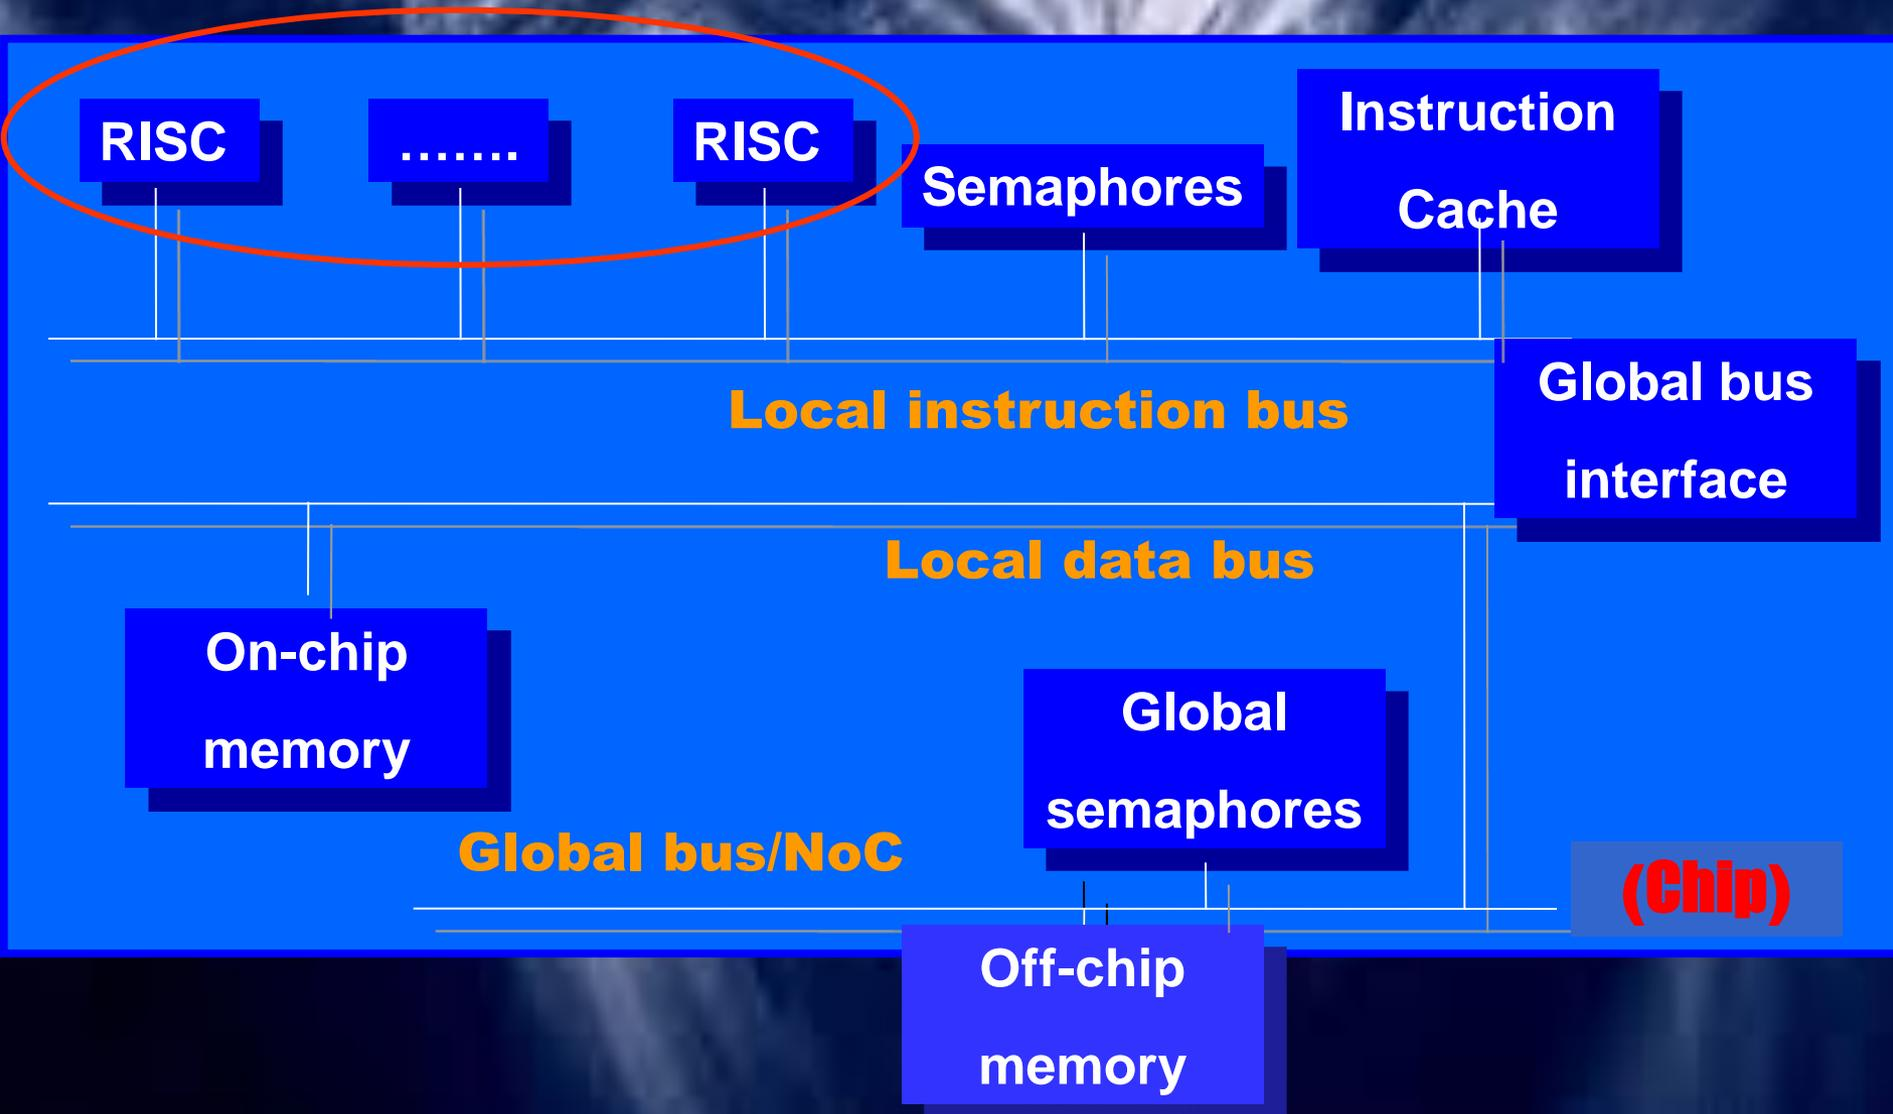 RISC
.......
RISC
Semaphores
Instruction
Cache
Local instruction bus
Global bus
interface
Local data bus
On-chip
memory
Global
semaphores
Global bus/NoC
(Chip)
Off-chip
memory